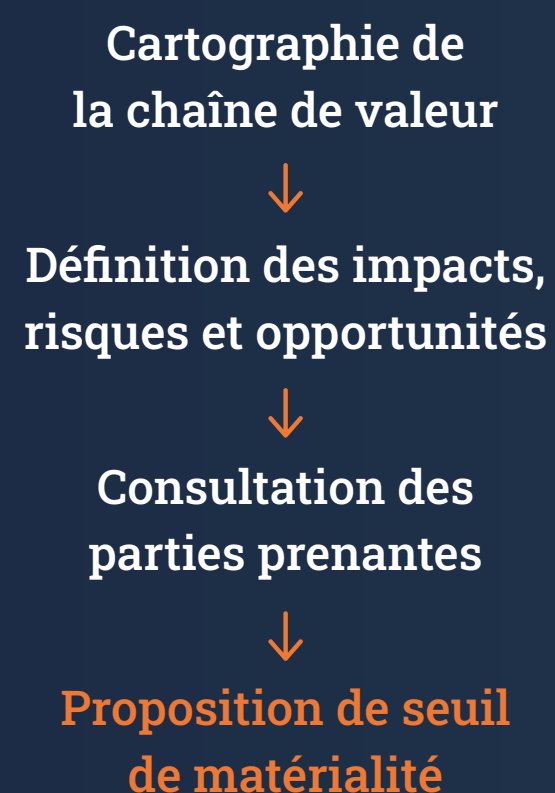 Cartographie de
la chaîne de valeur
↓
Définition des impacts,
risques et opportunités
↓
Consultation des
parties prenantes
↓
Proposition de seuil
de matérialité